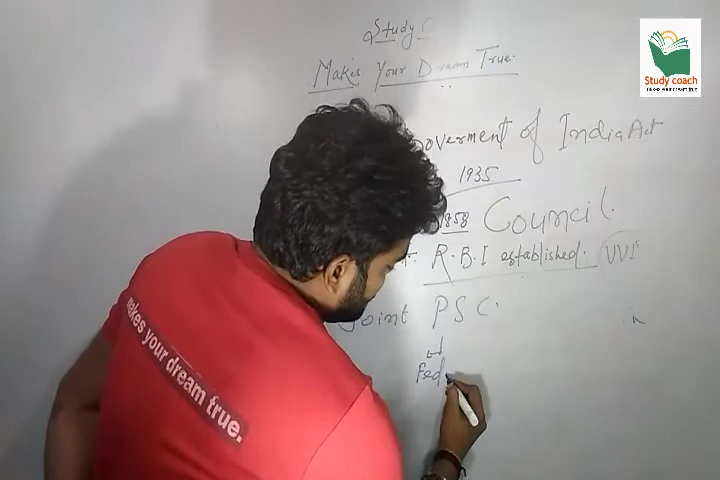 Study C
Makes Your Dream True.
Goverment of India Act
1935
1858 Council.
R.B.I established. VVI
Joint PSC.
Fed
makes your dream true.
Study coach